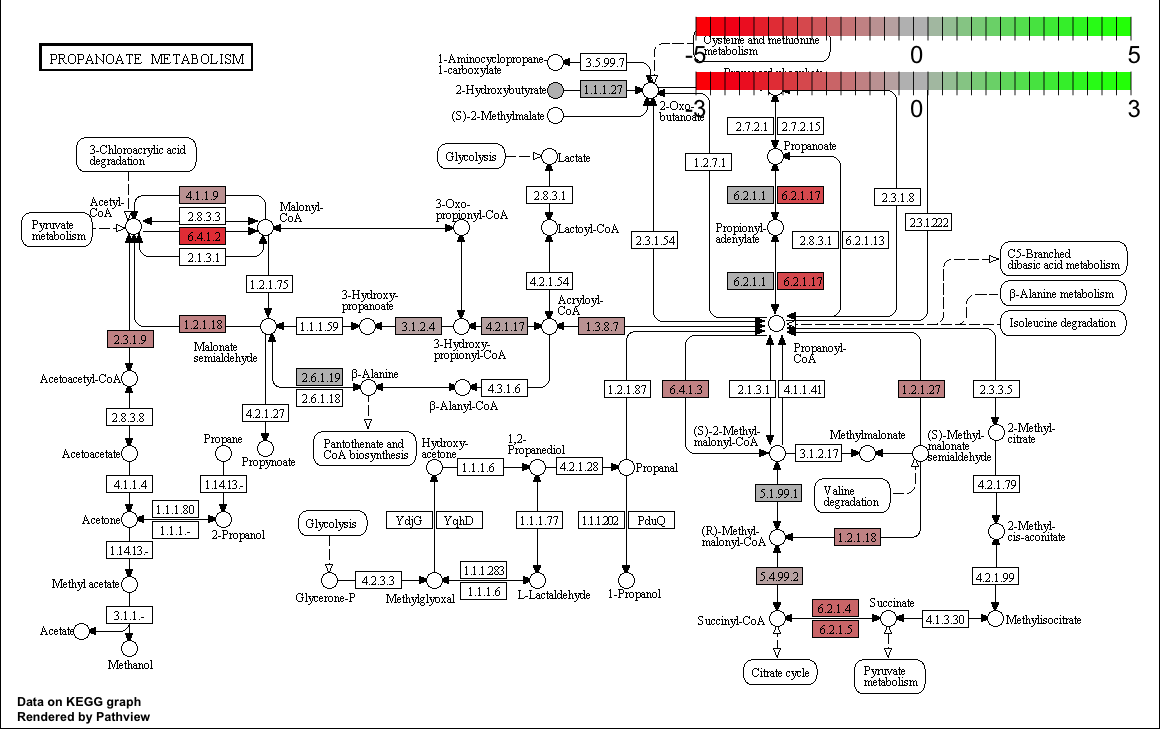 PROPANOATE METABOLISM
Cysteine and methionine
metabolism
-5
0
5
-3
0
3
1-Aminocyclopropane
1-carboxylate
3.5.99.7
2-Hydroxybutyrate
1.1.1.27
(S)-2-Methylmalate
2-Oxo-
butanoate
2.7.2.1
2.7.2.15
Propanoate
1.2.7.1
3-Chloroacrylic acid
degradation
Glycolysis
Lactate
4.1.1.9
2.8.3.3
6.4.1.2
2.1.3.1
Acetyl-
CoA
Malonyl-
CoA
Pyruvate
metabolism
2.8.3.1
3-Oxo-
propionyl-CoA
Lactoyl-CoA
6.2.1.1
6.2.1.17
2.3.1.8
2.3.1.222
Propionyl-
adenylate
2.3.1.54
2.8.3.1
6.2.1.13
C5-Branched
dibasic acid metabolism
β-Alanine metabolism
Isoleucine degradation
1.2.1.75
4.2.1.54
6.2.1.1
6.2.1.17
3-Hydroxy-
propanoate
Acryloyl-
CoA
1.2.1.18
1.1.1.59
3.1.2.4
4.2.1.17
1.3.8.7
2.3.1.9
Malonate
semialdehyde
3-Hydroxy-
propionyl-CoA
Propanoyl-
CoA
Acetoacetyl-CoA
2.6.1.19
2.6.1.18
β-Alanine
β-Alanyl-CoA
4.3.1.6
1.2.1.87
6.4.1.3
2.1.3.1
4.1.1.41
1.2.1.27
2.3.3.5
2.8.3.8
4.2.1.27
Pantothenate and
CoA biosynthesis
Propane
Propynoate
Hydroxy-
acetone
1,2-
Propanediol
(S)-2-Methyl-
malonyl-CoA
Methylmalonate
(S)-Methyl-
malonate
semialdehyde
2-Methyl-
citrate
Acetoacetate
1.1.1.6
4.2.1.28
Propanal
3.1.2.17
4.1.1.4
1.14.13.-
5.1.99.1
Valine
degradation
4.2.1.79
1.1.1.80
1.1.1.-
Acetone
2-Propanol
Glycolysis
YdjG
YqhD
1.1.1.77
1.1.1.202
PduQ
(R)-Methyl-
malonyl-CoA
1.2.1.18
2-Methyl-
cis-aconitate
1.14.13.-
Methyl acetate
4.2.3.3
1.1.1.283
1.1.1.6
5.4.99.2
4.2.1.99
Glycerone-P
Methylglyoxal
L-Lactaldehyde
1-Propanol
3.1.1.-
Acetate
Methanol
Succinyl-CoA
6.2.1.4
6.2.1.5
Succinate
4.1.3.30
Methylisocitrate
Citrate cycle
Pyruvate
metabolism
Data on KEGG graph
Rendered by Pathview